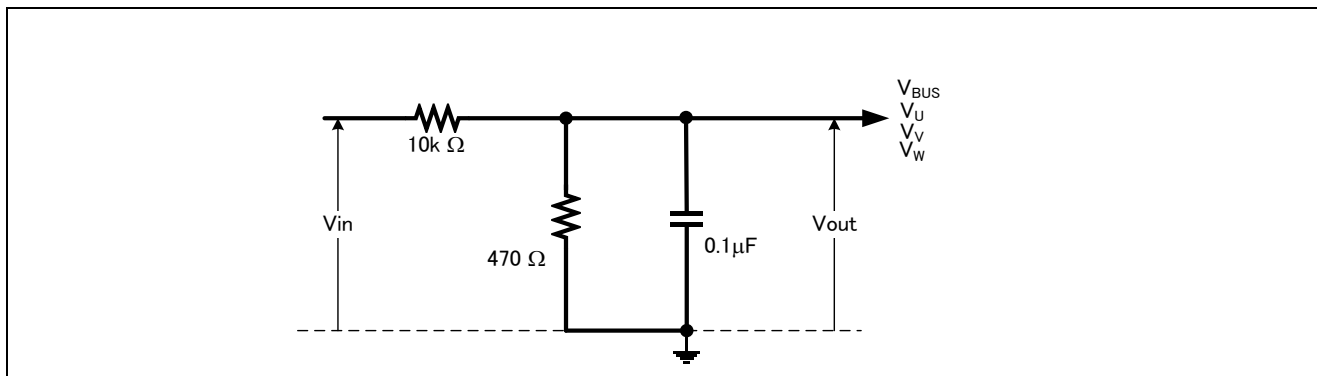 V_BUS
V_U
V_V
V_W
10k Ω
Vin
470 Ω
0.1μF
Vout